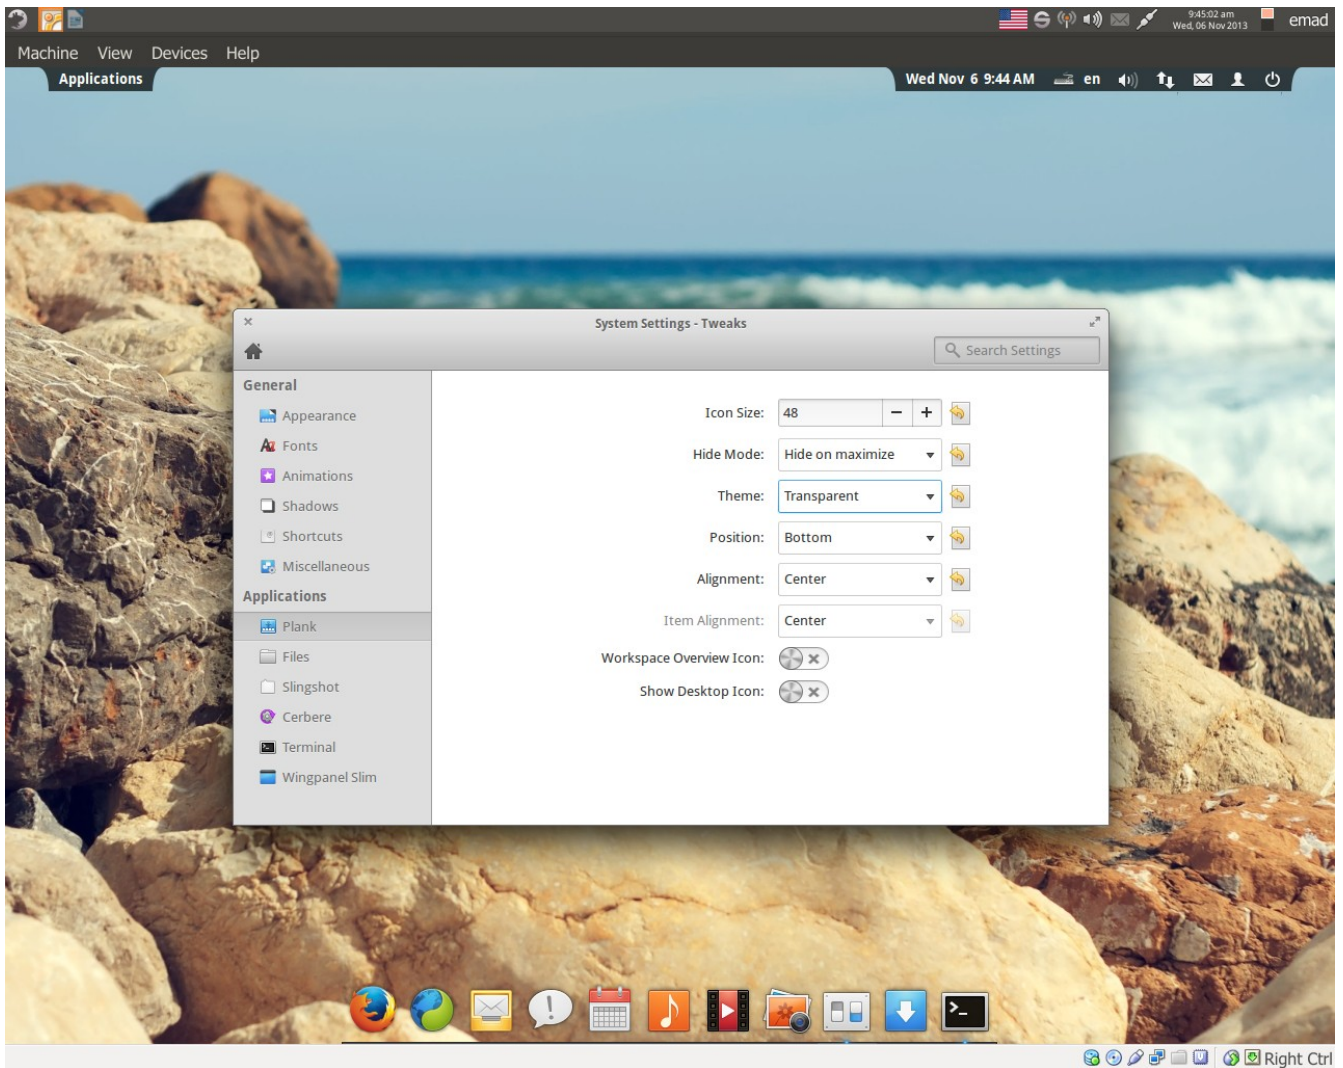 9:45:02 am
Wed, 06 Nov 2013
emad
Machine View Devices Help
Applications
Wed Nov 6 9:44 AM en
System Settings - Tweaks
Search Settings
General
Appearance
Fonts
Animations
Shadows
Shortcuts
Miscellaneous
Applications
Plank
Files
Slingshot
Cerbere
Terminal
Wingpanel Slim
Icon Size: 48
Hide Mode: Hide on maximize
Theme: Transparent
Position: Bottom
Alignment: Center
Item Alignment: Center
Workspace Overview Icon:
Show Desktop Icon:
Right Ctrl